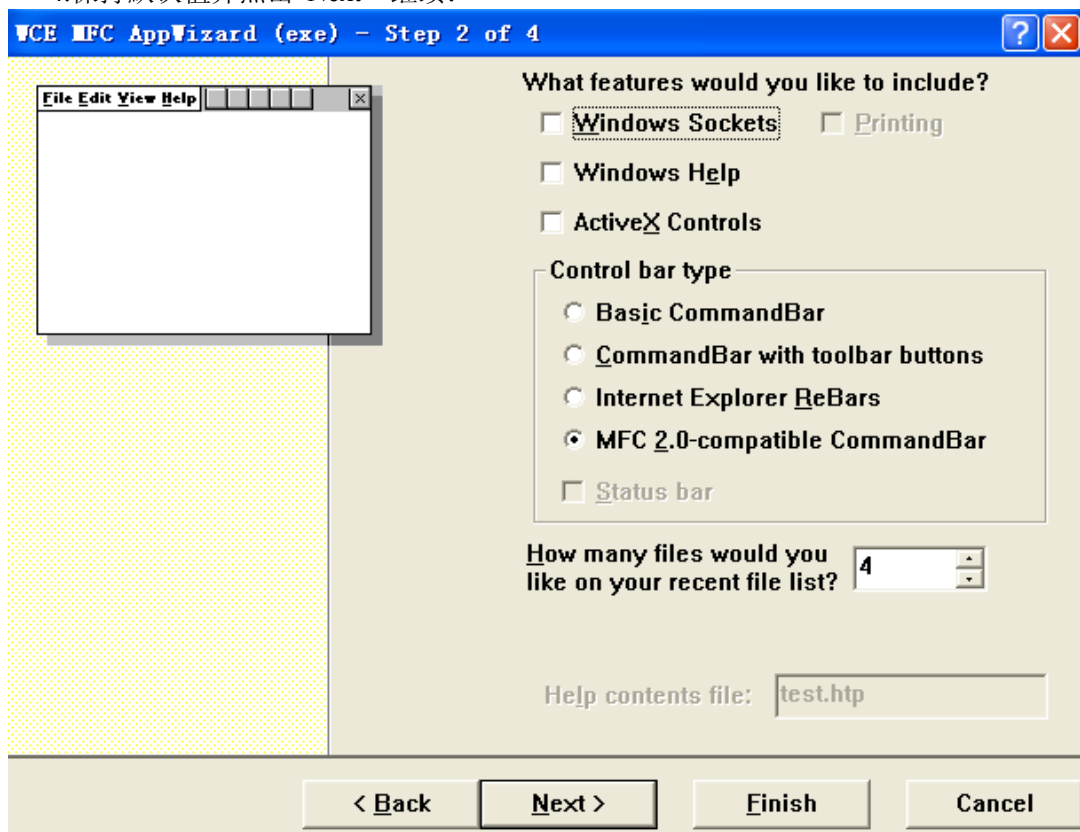 WCE MFC AppWizard (exe) - Step 2 of 4
File Edit View Help
What features would you like to include?
Windows Sockets
Printing
Windows Help
ActiveX Controls
Control bar type
Basic CommandBar
CommandBar with toolbar buttons
Internet Explorer ReBars
MFC 2.0-compatible CommandBar
Status bar
How many files would you
like on your recent file list?
4
Help contents file:
test.htp
< Back
Next >
Finish
Cancel